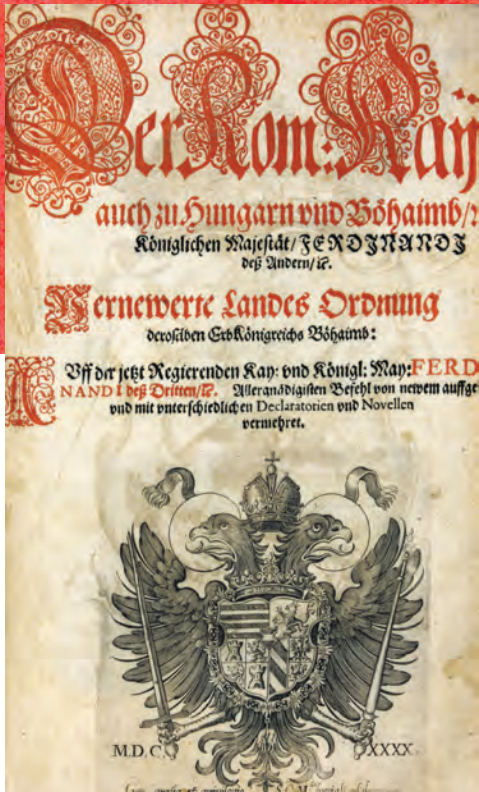 Der Röm: Kaÿ
auch zu Hungarn vnd Böhaimb/
Königlichen Majestät/ FERDINANDI
deß Andern/ ꝛc.
Vernewerte Landes Ordnung
deroselben ErbKönigreichs Böhaimb:
Vff der jetzt Regierenden Kay: vnd Königl: May: FERD
NANDI deß Dritten/ ꝛc. Allergnädigisten Befehl von newem auffge
vnd mit vnterschiedlichen Declaratorien vnd Novellen
vermehret.
M.D.C. XXXX.